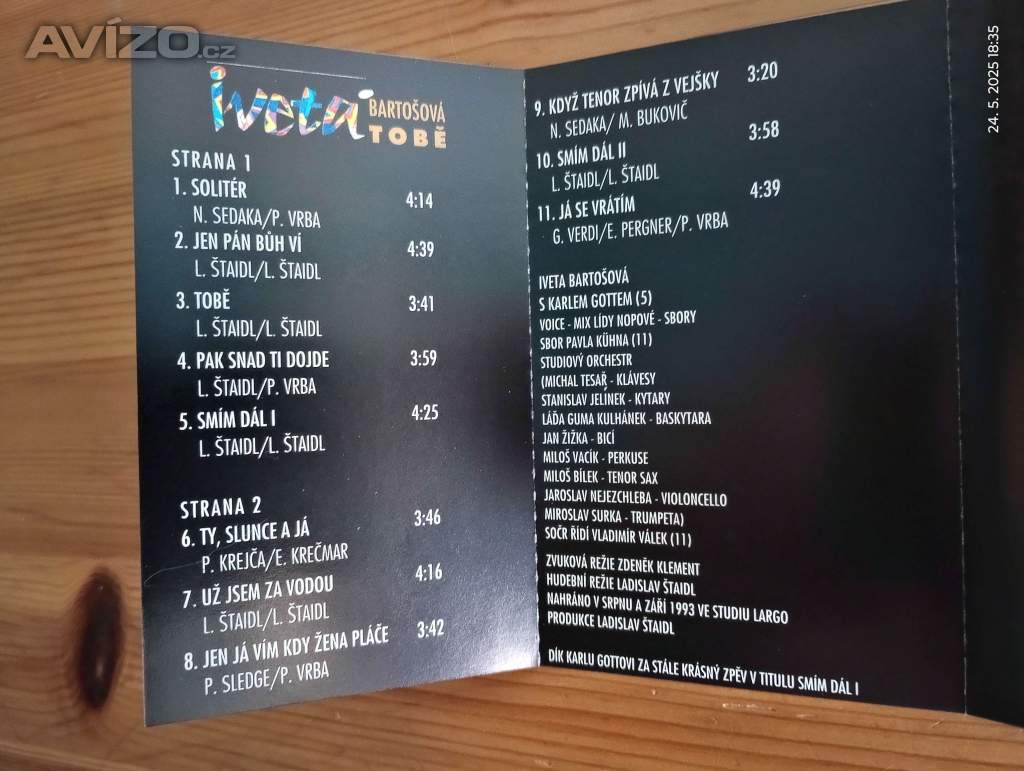 AVÍZO.cz
iveta BARTOŠOVÁ
TOBĚ
STRANA 1
1. SOLITÉR 4:14
N. SEDAKA/P. VRBA
2. JEN PÁN BŮH VÍ 4:39
L. ŠTAIDL/L. ŠTAIDL
3. TOBĚ 3:41
L. ŠTAIDL/L. ŠTAIDL
4. PAK SNAD TI DOJDE 3:59
L. ŠTAIDL/P. VRBA
5. SMÍM DÁL I 4:25
L. ŠTAIDL/L. ŠTAIDL
STRANA 2
6. TY, SLUNCE A JÁ 3:46
P. KREJČA/E. KREČMAR
7. UŽ JSEM ZA VODOU 4:16
L. ŠTAIDL/L. ŠTAIDL
8. JEN JÁ VÍM KDY ŽENA PLÁČE 3:42
P. SLEDGE/P. VRBA
9. KDYŽ TENOR ZPÍVÁ Z VEJŠKY 3:20
N. SEDAKA/ M. BUKOVIČ
10. SMÍM DÁL II 3:58
L. ŠTAIDL/L. ŠTAIDL
11. JÁ SE VRÁTÍM 4:39
G. VERDI/E. PERGNER/P. VRBA
IVETA BARTOŠOVÁ
S KARLEM GOTTEM (5)
VOICE - MIX LÍDY NOPOVÉ - SBORY
SBOR PAVLA KÜHNA (11)
STUDIOVÝ ORCHESTR
(MICHAL TESAŘ - KLÁVESY
STANISLAV JELÍNEK - KYTARY
LÁĎA GUMA KULHÁNEK - BASKYTARA
JAN ŽIŽKA - BICÍ
MILOŠ VACÍK - PERKUSE
MILOŠ BÍLEK - TENOR SAX
JAROSLAV NEJEZCHLEBA - VIOLONCELLO
MIROSLAV SURKA - TRUMPETA)
SOČR ŘÍDÍ VLADIMÍR VÁLEK (11)
ZVUKOVÁ REŽIE ZDENĚK KLEMENT
HUDEBNÍ REŽIE LADISLAV ŠTAIDL
NAHRÁNO V SRPNU A ZÁŘÍ 1993 VE STUDIU LARGO
PRODUKCE LADISLAV ŠTAIDL
DÍK KARLU GOTTOVI ZA STÁLE KRÁSNÝ ZPĚV V TITULU SMÍM DÁL I
24. 5. 2025 18:35